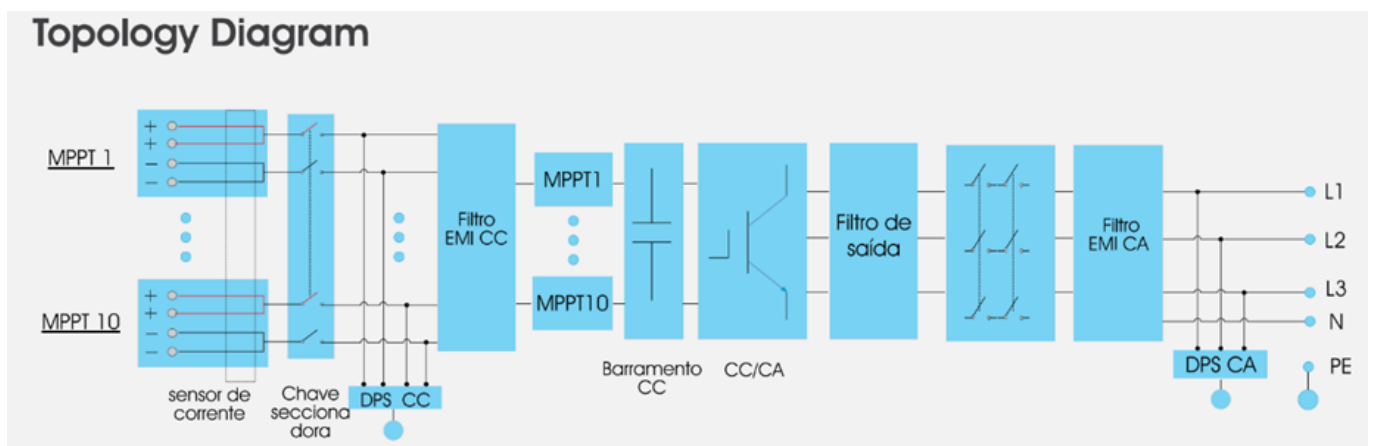 Topology Diagram
MPPT 1
+
+
−
−
MPPT 10
+
+
−
−
sensor de
corrente
Chave
secciona
dora
DPS CC
Filtro
EMI CC
MPPT1
MPPT10
Barramento
CC
CC/CA
Filtro de
saída
Filtro
EMI CA
L1
L2
L3
N
DPS CA
PE